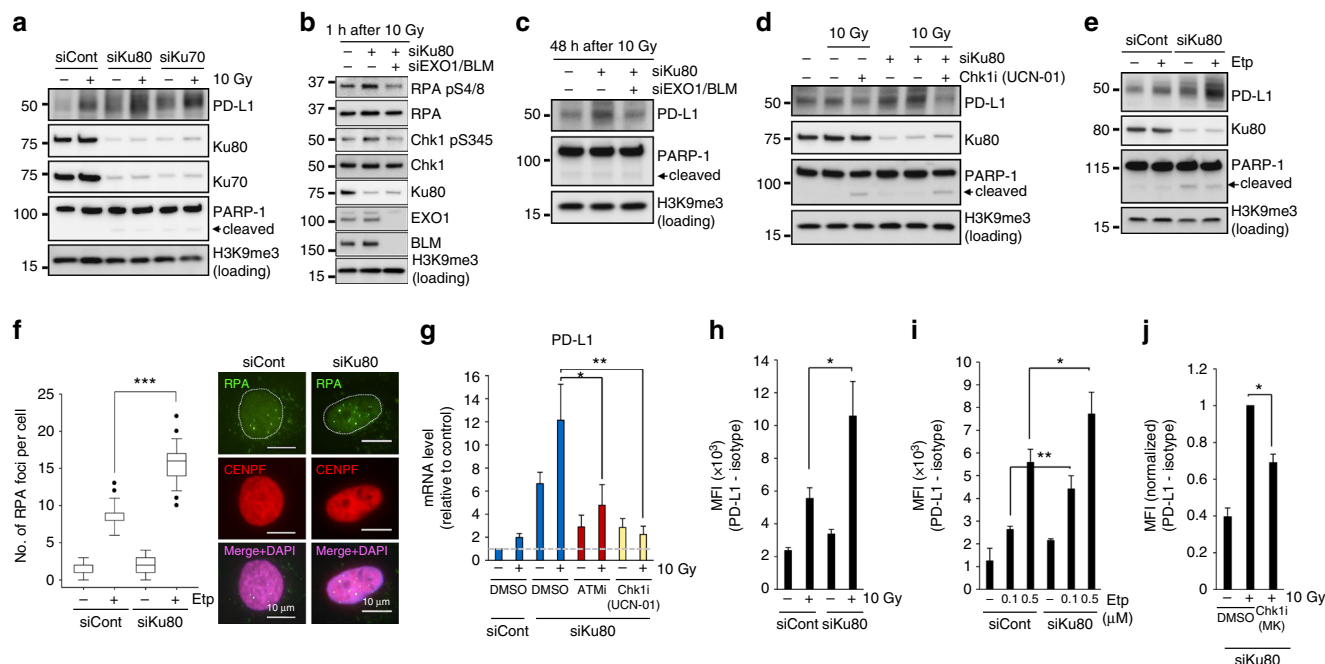 a
siCont siKu80 siKu70
− + − + − + 10 Gy
50 PD-L1
75 Ku80
75 Ku70
100 PARP-1
cleaved
15 H3K9me3
(loading)
b
1 h after 10 Gy
− + + siKu80
− − + siEXO1/BLM
37 RPA pS4/8
37 RPA
50 Chk1 pS345
50 Chk1
75 Ku80
100 EXO1
150 BLM
15 H3K9me3
(loading)
c
48 h after 10 Gy
− + + siKu80
− − + siEXO1/BLM
50 PD-L1
100 PARP-1
cleaved
15 H3K9me3
(loading)
d
10 Gy 10 Gy
− − − + + + siKu80
− − + − − + Chk1i (UCN-01)
50 PD-L1
75 Ku80
100 PARP-1
cleaved
15 H3K9me3
(loading)
e
siCont siKu80
− + − + Etp
50 PD-L1
80 Ku80
115 PARP-1
cleaved
15 H3K9me3
(loading)
f
No. of RPA foci per cell
25
20
15
10
5
0
***
− + − + Etp
siCont siKu80
siCont siKu80
RPA RPA
CENPF CENPF
Merge+DAPI Merge+DAPI
10 μm 10 μm
g
PD-L1
mRNA level
(relative to control)
16
14
12
10
8
6
4
2
0
**
*
− + − + − + − + 10 Gy
DMSO DMSO ATMi Chk1i
(UCN-01)
siCont siKu80
h
MFI (×10³)
(PD-L1 - isotype)
14
12
10
8
6
4
2
0
*
− + − + 10 Gy
siCont siKu80
i
MFI (×10³)
(PD-L1 - isotype)
10
9
8
7
6
5
4
3
2
1
0
*
**
− 0.1 0.5 − 0.1 0.5 Etp
(μM)
siCont siKu80
j
MFI (normalized)
(PD-L1 - isotype)
1.2
1
0.8
0.6
0.4
0.2
0
*
− + + 10 Gy
DMSO Chk1i
(MK)
siKu80